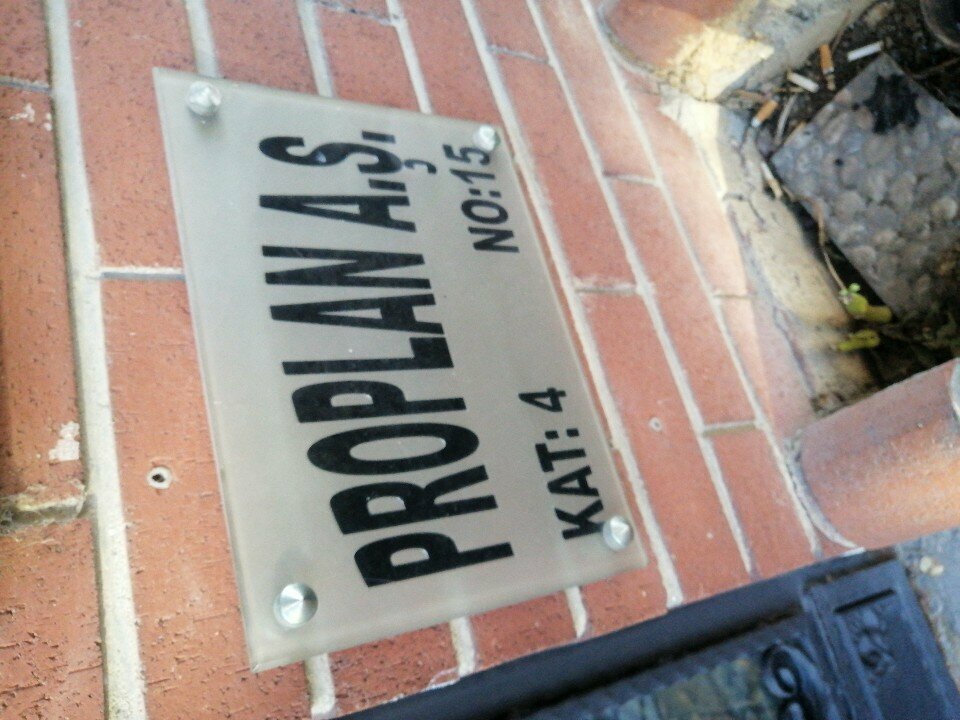 PROPLAN A.Ş.
KAT: 4 NO:15